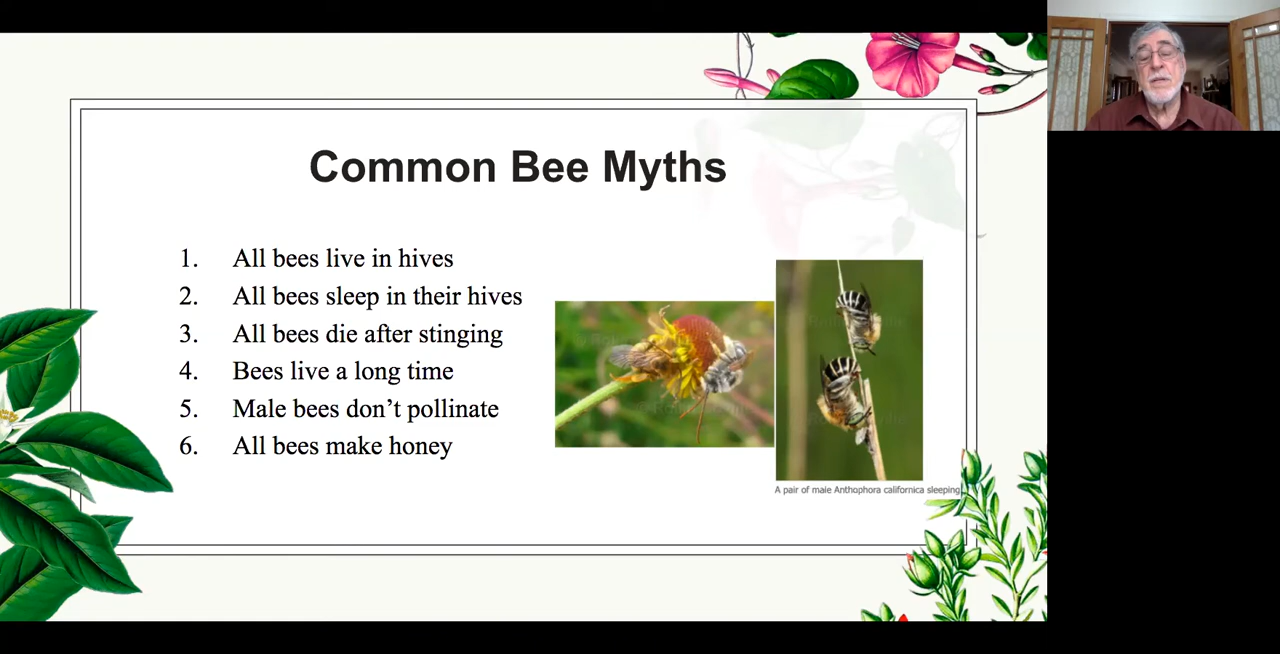 Common Bee Myths
1. All bees live in hives
2. All bees sleep in their hives
3. All bees die after stinging
4. Bees live a long time
5. Male bees don’t pollinate
6. All bees make honey
A pair of male Anthophora californica sleeping.